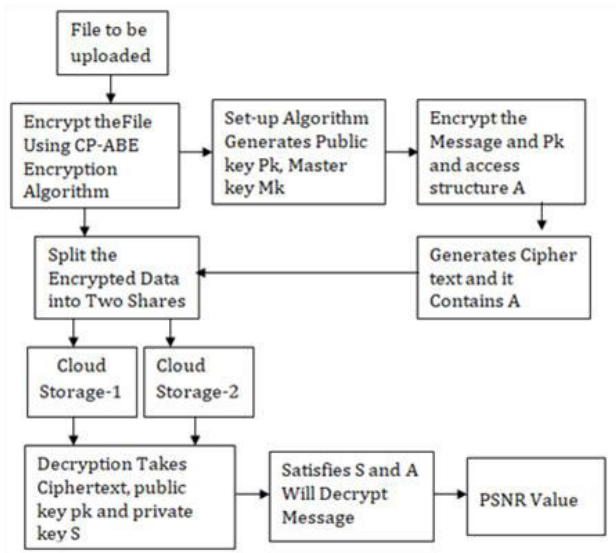 File to be
uploaded
Encrypt theFile
Using CP-ABE
Encryption
Algorithm
Set-up Algorithm
Generates Public
key Pk, Master
key Mk
Encrypt the
Message and Pk
and access
structure A
Split the
Encrypted Data
into Two Shares
Generates Cipher
text and it
Contains A
Cloud
Storage-1
Cloud
Storage-2
Decryption Takes
Ciphertext, public
key pk and private
key S
Satisfies S and A
Will Decrypt
Message
PSNR Value